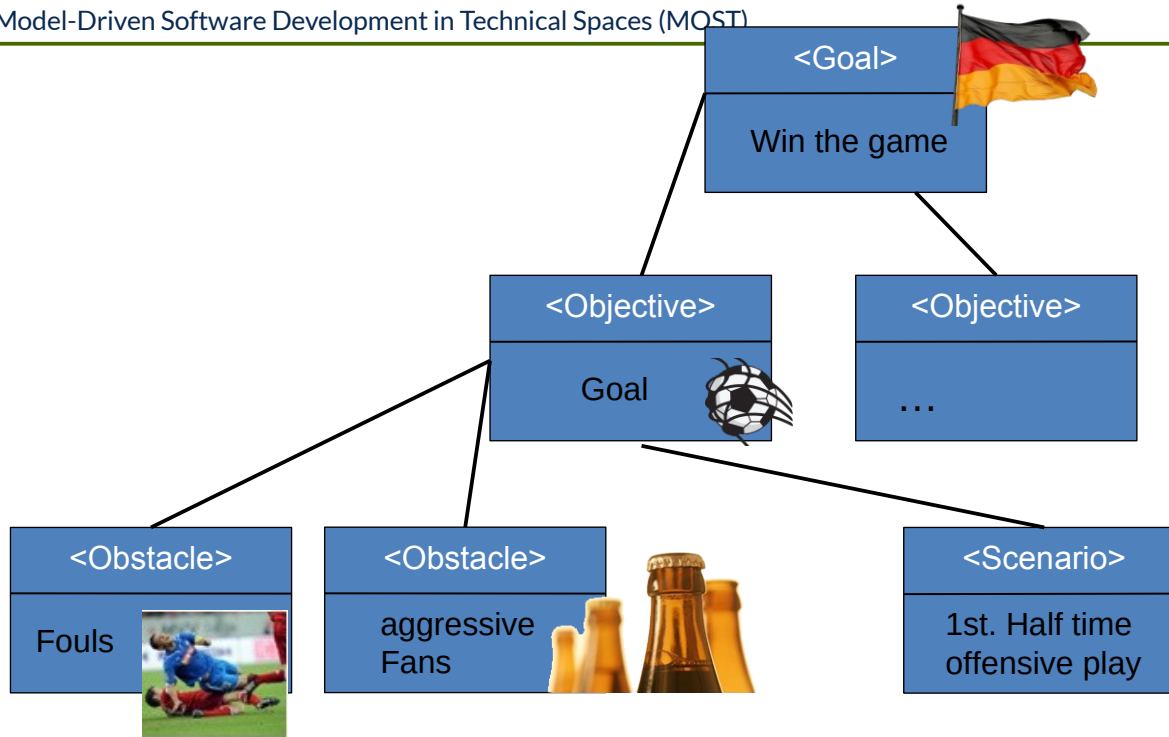 Model-Driven Software Development in Technical Spaces (MOST)
<Goal>
Win the game
<Objective>
Goal
<Objective>
...
<Obstacle>
Fouls
<Obstacle>
aggressive
Fans
<Scenario>
1st. Half time
offensive play